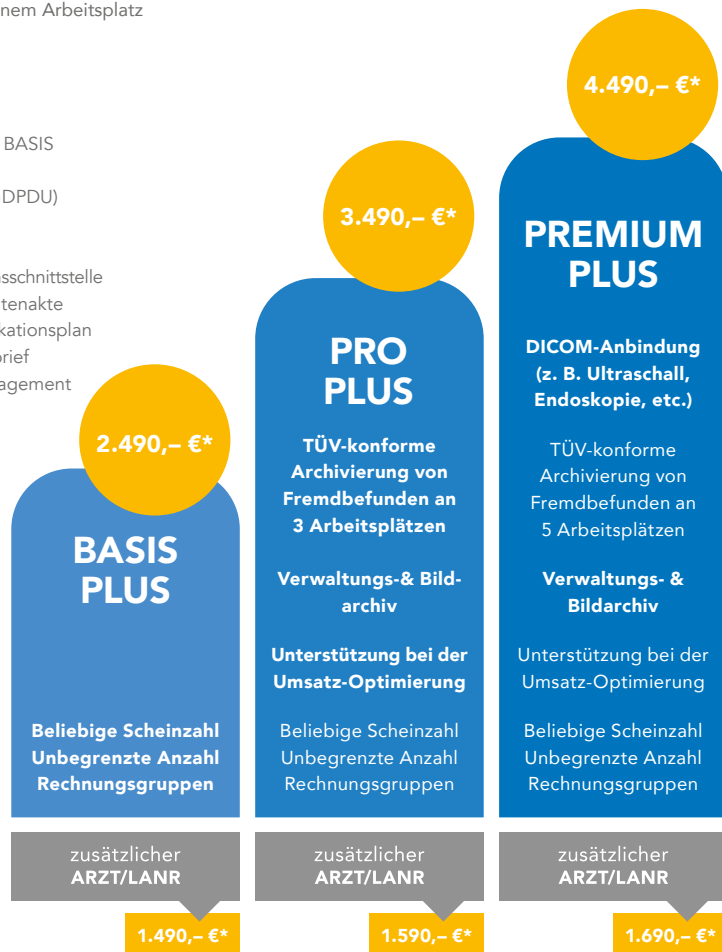 nem Arbeitsplatz
BASIS
DPDU)
sschnittstelle
tenakte
kationsplan
brief
agement
2.490,– €*
BASIS
PLUS
Beliebige Scheinzahl
Unbegrenzte Anzahl
Rechnungsgruppen
zusätzlicher
ARZT/LANR
1.490,– €*
3.490,– €*
PRO
PLUS
TÜV-konforme
Archivierung von
Fremdbefunden an
3 Arbeitsplätzen
Verwaltungs-& Bild-
archiv
Unterstützung bei der
Umsatz-Optimierung
Beliebige Scheinzahl
Unbegrenzte Anzahl
Rechnungsgruppen
zusätzlicher
ARZT/LANR
1.590,– €*
4.490,– €*
PREMIUM
PLUS
DICOM-Anbindung
(z. B. Ultraschall,
Endoskopie, etc.)
TÜV-konforme
Archivierung von
Fremdbefunden an
5 Arbeitsplätzen
Verwaltungs- &
Bildarchiv
Unterstützung bei der
Umsatz-Optimierung
Beliebige Scheinzahl
Unbegrenzte Anzahl
Rechnungsgruppen
zusätzlicher
ARZT/LANR
1.690,– €*